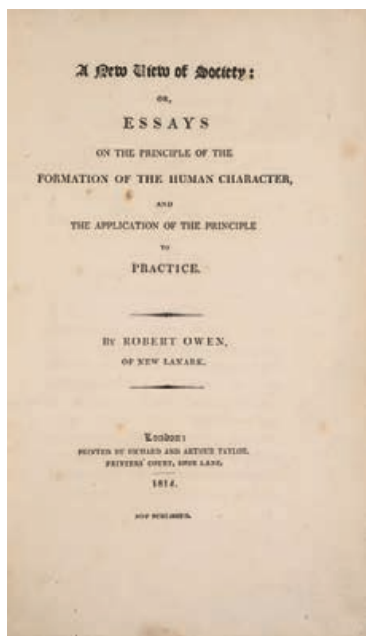 A New View of Society:
OR,
ESSAYS
ON THE PRINCIPLE OF THE
FORMATION OF THE HUMAN CHARACTER,
AND
THE APPLICATION OF THE PRINCIPLE
TO
PRACTICE.
BY ROBERT OWEN,
OF NEW LANARK.
London:
PRINTED BY RICHARD AND ARTHUR TAYLOR,
PRINTERS' COURT, SHOE LANE.
1814.
NOT PUBLISHED.